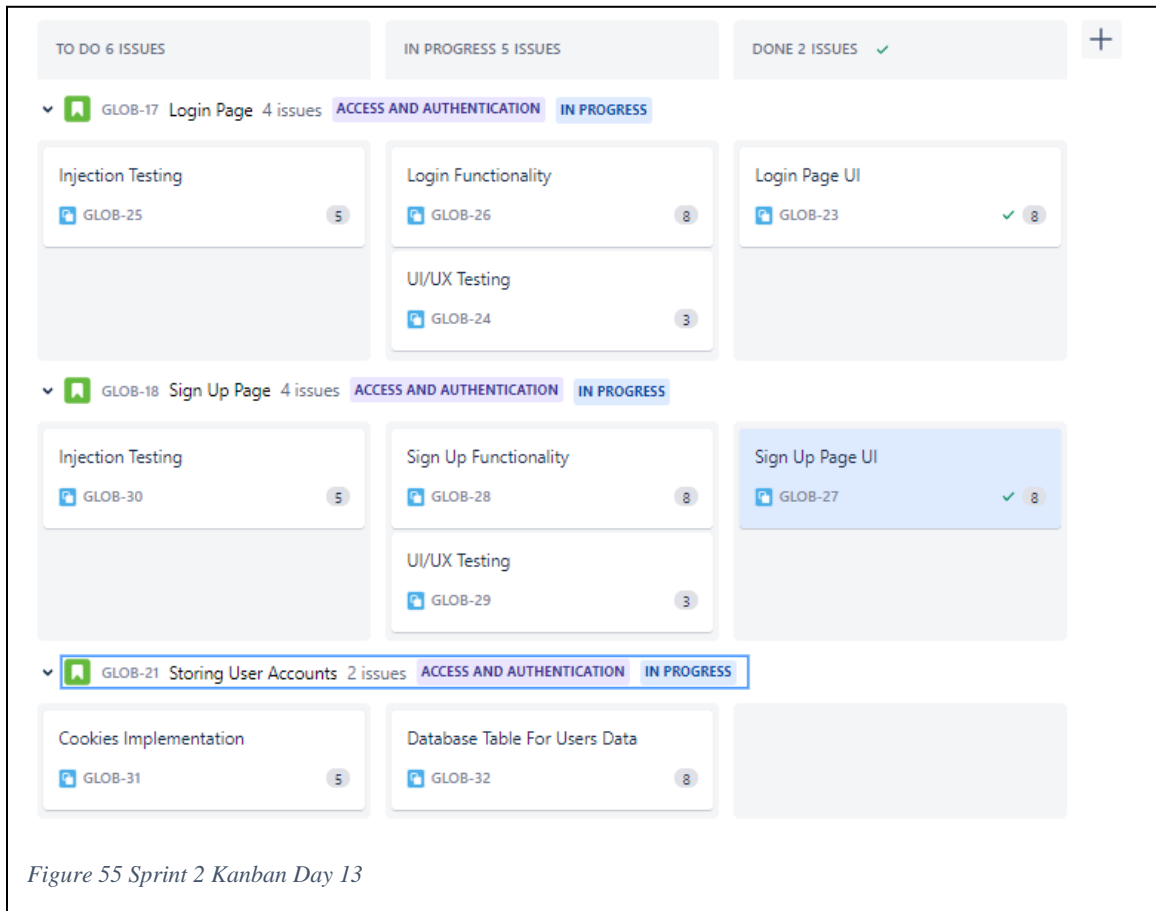 TO DO 6 ISSUES IN PROGRESS 5 ISSUES DONE 2 ISSUES
GLOB-17 Login Page 4 issues ACCESS AND AUTHENTICATION IN PROGRESS
Injection Testing Login Functionality Login Page UI
GLOB-25 5 GLOB-26 8 GLOB-23 8
UI/UX Testing
GLOB-24 3
GLOB-18 Sign Up Page 4 issues ACCESS AND AUTHENTICATION IN PROGRESS
Injection Testing Sign Up Functionality Sign Up Page UI
GLOB-30 5 GLOB-28 8 GLOB-27 8
UI/UX Testing
GLOB-29 3
GLOB-21 Storing User Accounts 2 issues ACCESS AND AUTHENTICATION IN PROGRESS
Cookies Implementation Database Table For Users Data
GLOB-31 5 GLOB-32 8
Figure 55 Sprint 2 Kanban Day 13